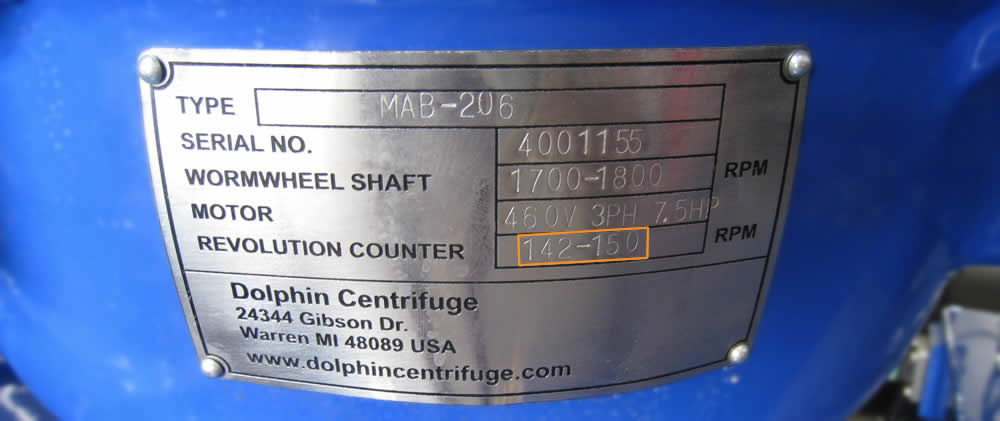 TYPE MAB-206
SERIAL NO. 4001155
WORMWHEEL SHAFT 1700-1800 RPM
MOTOR 460V 3PH 7.5HP
REVOLUTION COUNTER 142-150 RPM
Dolphin Centrifuge
24344 Gibson Dr.
Warren MI 48089 USA
www.dolphincentrifuge.com